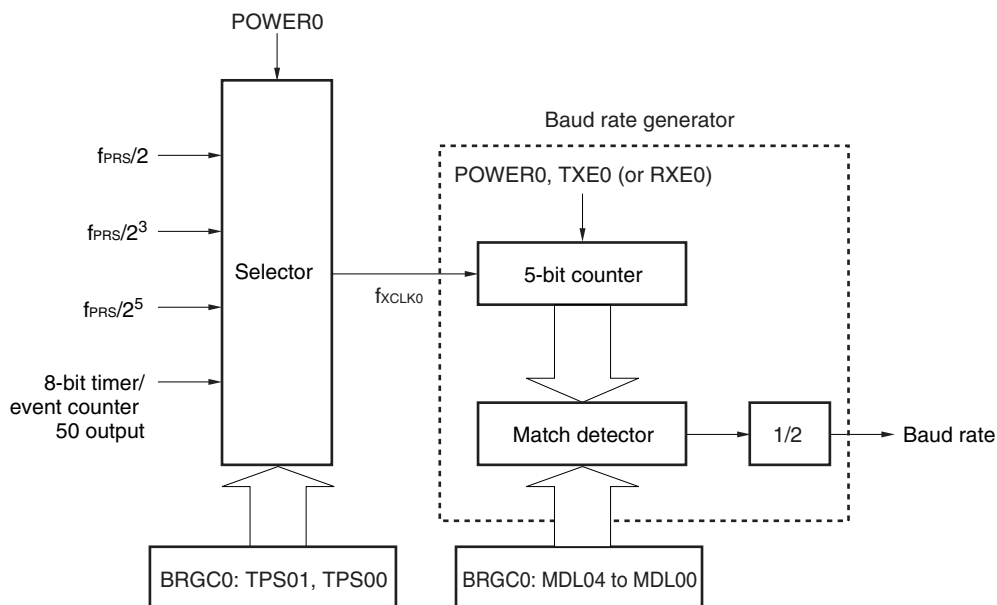 POWER0
Baud rate generator
fPRS/2
POWER0, TXE0 (or RXE0)
fPRS/2³
Selector
5-bit counter
fXCLK0
fPRS/2⁵
8-bit timer/
event counter
50 output
Match detector
1/2
Baud rate
BRGC0: TPS01, TPS00
BRGC0: MDL04 to MDL00